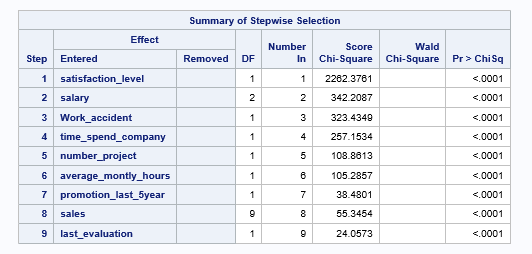 Summary of Stepwise Selection
Step Effect Entered Effect Removed DF Number In Score Chi-Square Wald Chi-Square Pr > ChiSq
1 satisfaction_level 1 1 2262.3761 <.0001
2 salary 2 2 342.2087 <.0001
3 Work_accident 1 3 323.4349 <.0001
4 time_spend_company 1 4 257.1534 <.0001
5 number_project 1 5 108.8613 <.0001
6 average_montly_hours 1 6 105.2857 <.0001
7 promotion_last_5year 1 7 38.4801 <.0001
8 sales 9 8 55.3454 <.0001
9 last_evaluation 1 9 24.0573 <.0001